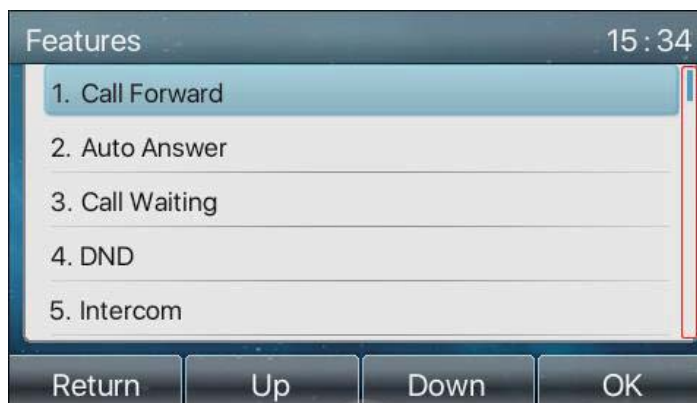 Features 15:34
1. Call Forward
2. Auto Answer
3. Call Waiting
4. DND
5. Intercom
Return Up Down OK